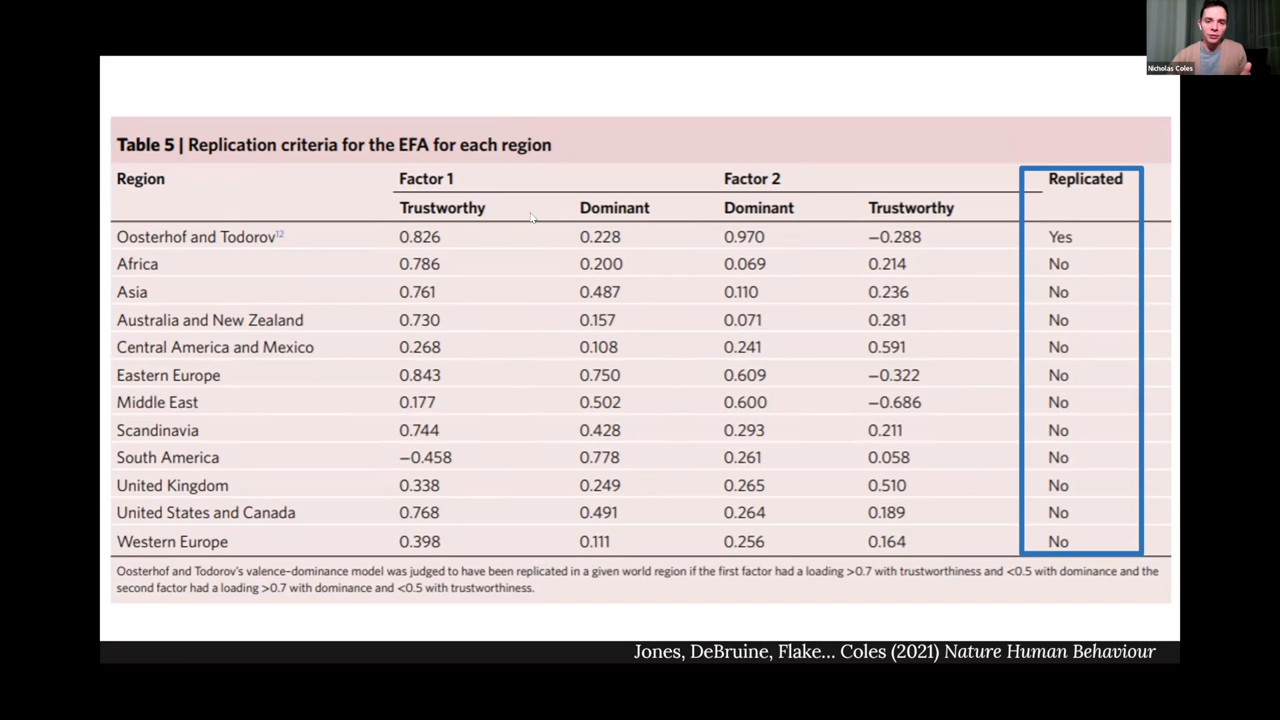 Nicholas Coles
Table 5 | Replication criteria for the EFA for each region
Region Factor 1 Factor 2 Replicated
Trustworthy Dominant Dominant Trustworthy
Oosterhof and Todorov12 0.826 0.228 0.970 −0.288 Yes
Africa 0.786 0.200 0.069 0.214 No
Asia 0.761 0.487 0.110 0.236 No
Australia and New Zealand 0.730 0.157 0.071 0.281 No
Central America and Mexico 0.268 0.108 0.241 0.591 No
Eastern Europe 0.843 0.750 0.609 −0.322 No
Middle East 0.177 0.502 0.600 −0.686 No
Scandinavia 0.744 0.428 0.293 0.211 No
South America −0.458 0.778 0.261 0.058 No
United Kingdom 0.338 0.249 0.265 0.510 No
United States and Canada 0.768 0.491 0.264 0.189 No
Western Europe 0.398 0.111 0.256 0.164 No
Oosterhof and Todorov's valence–dominance model was judged to have been replicated in a given world region if the first factor had a loading >0.7 with trustworthiness and <0.5 with dominance and the
second factor had a loading >0.7 with dominance and <0.5 with trustworthiness.
Jones, DeBruine, Flake... Coles (2021) Nature Human Behaviour